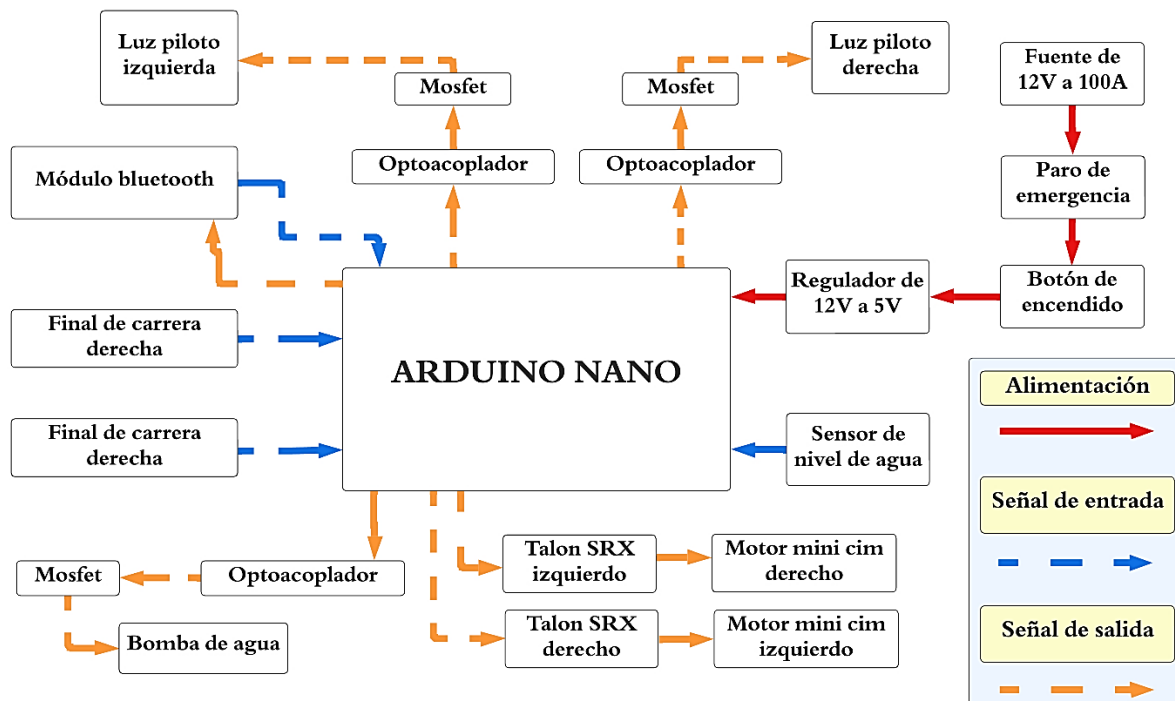 Luz piloto
izquierda
Mosfet
Optoacoplador
Mosfet
Optoacoplador
Luz piloto
derecha
Fuente de
12V a 100A
Paro de
emergencia
Botón de
encendido
Regulador de
12V a 5V
Módulo bluetooth
Final de carrera
derecha
Final de carrera
derecha
ARDUINO NANO
Sensor de
nivel de agua
Mosfet
Optoacoplador
Bomba de agua
Talon SRX
izquierdo
Motor mini cim
derecho
Talon SRX
derecho
Motor mini cim
izquierdo
Alimentación
Señal de entrada
Señal de salida